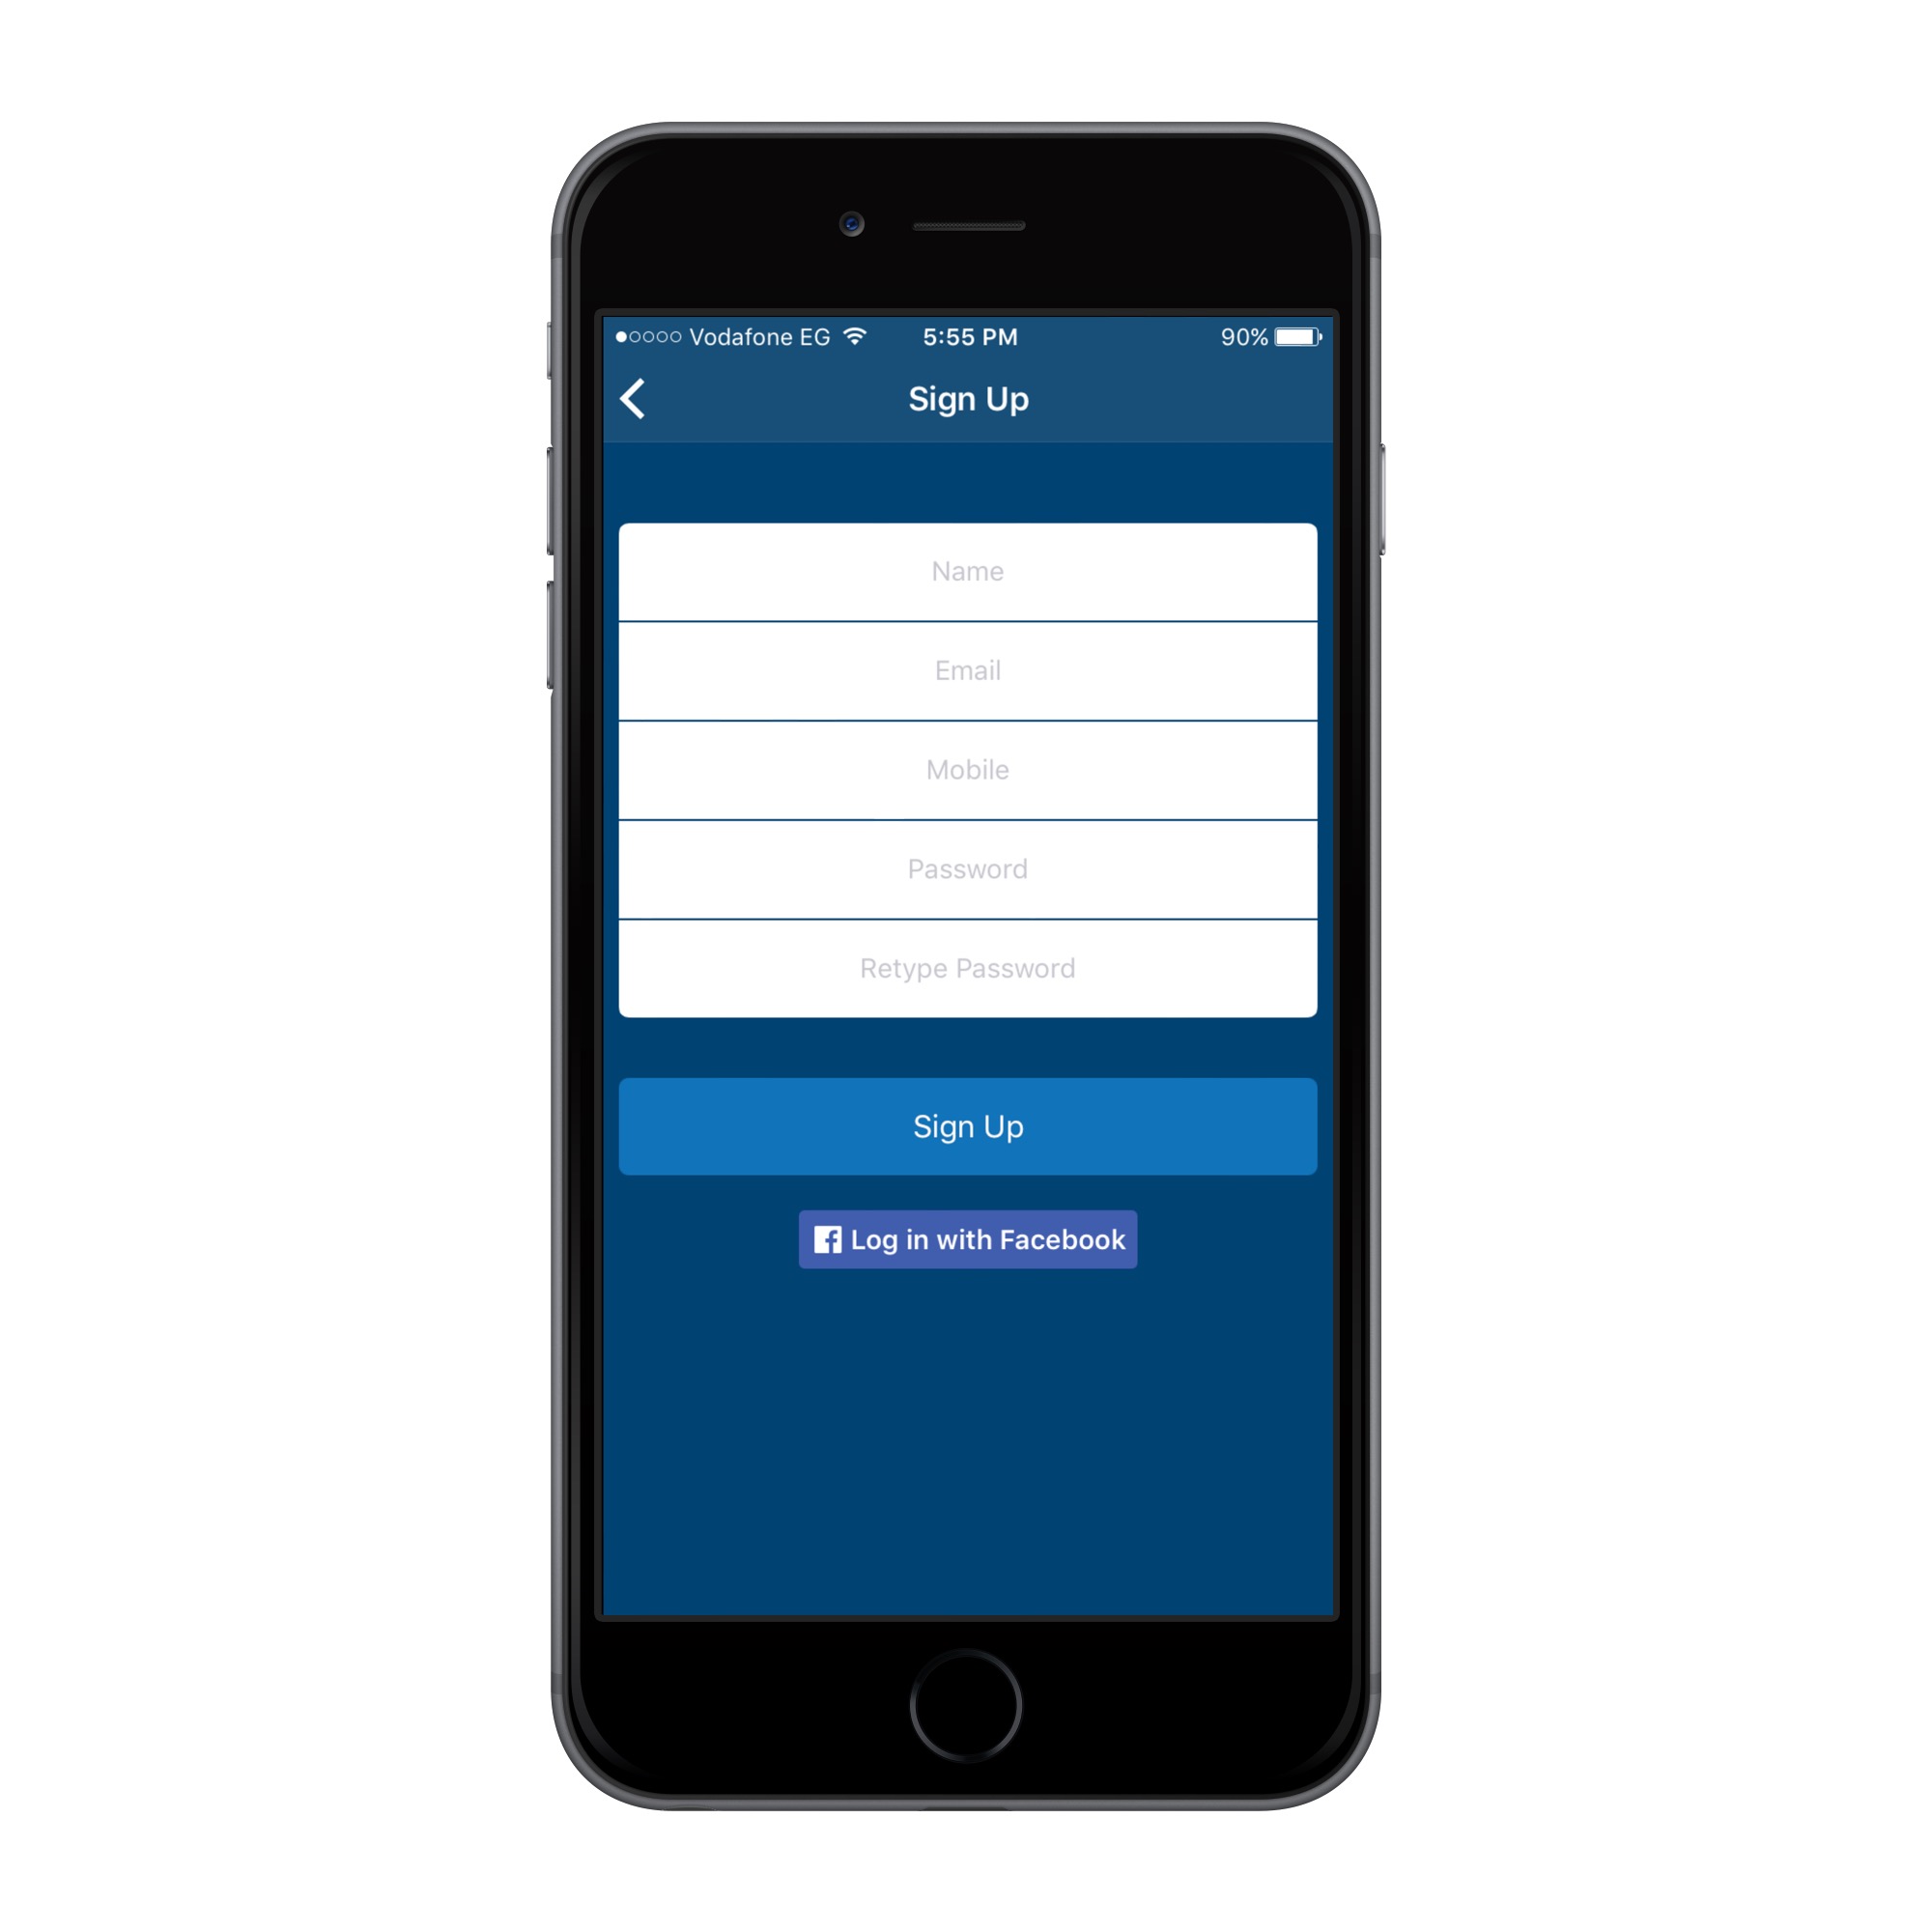 Vodafone EG 5:55 PM 90%
Sign Up
Name
Email
Mobile
Password
Retype Password
Sign Up
Log in with Facebook